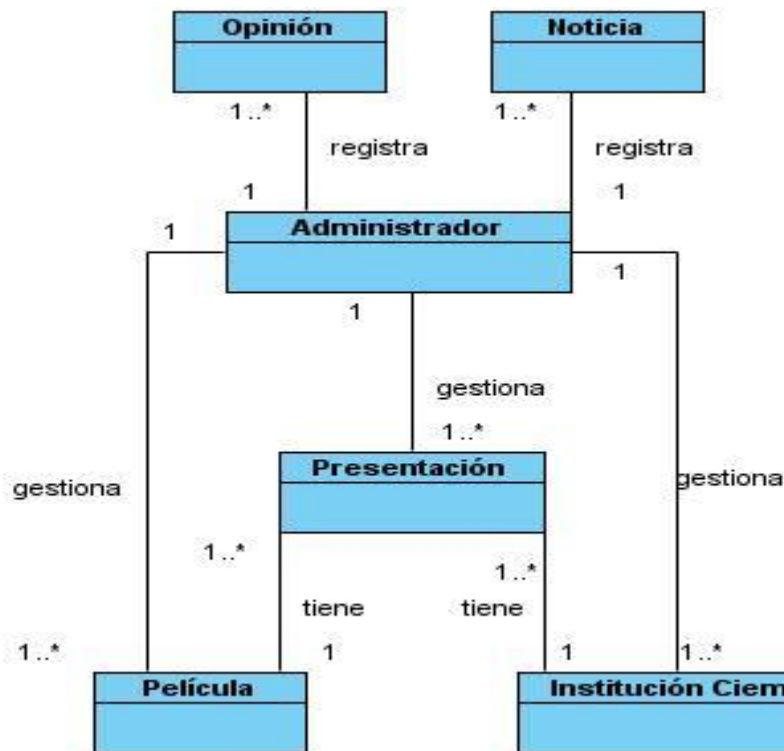 Opinión
Noticia
1..*
1..*
registra
registra
1
1
Administrador
1
1
1
gestiona
1..*
Presentación
gestiona
gestiona
1..*
1..*
tiene
tiene
1..*
1
1
1..*
Película
Institución